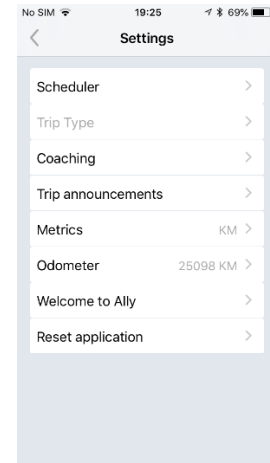 No SIM 19:25 69%
Settings
Scheduler
Trip Type
Coaching
Trip announcements
Metrics KM
Odometer 25098 KM
Welcome to Ally
Reset application